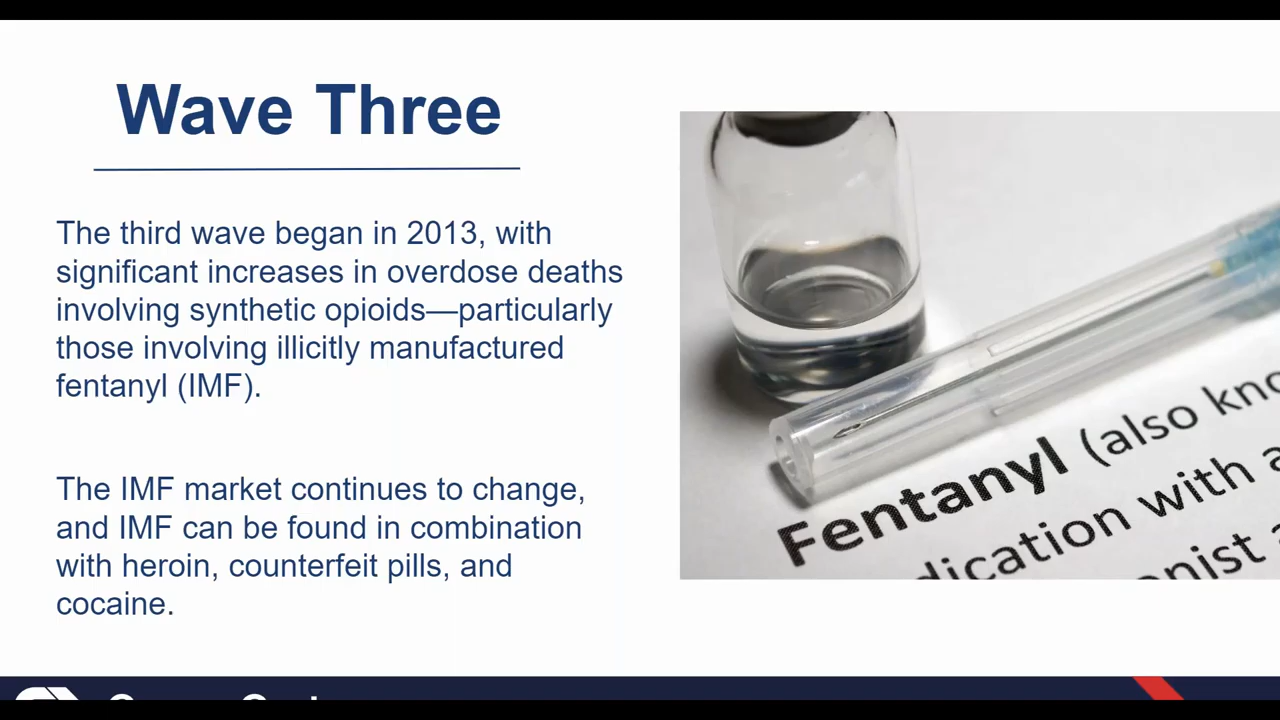 Wave Three
The third wave began in 2013, with
significant increases in overdose deaths
involving synthetic opioids—particularly
those involving illicitly manufactured
fentanyl (IMF).
The IMF market continues to change,
and IMF can be found in combination
with heroin, counterfeit pills, and
cocaine.
Fentanyl (also kno
dication with a
onist a